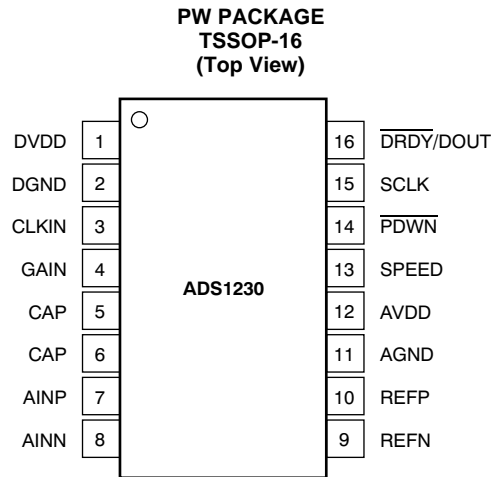 PW PACKAGE
TSSOP-16
(Top View)
DVDD 1 16 DRDY/DOUT
DGND 2 15 SCLK
CLKIN 3 14 PDWN
GAIN 4 13 SPEED
ADS1230
CAP 5 12 AVDD
CAP 6 11 AGND
AINP 7 10 REFP
AINN 8 9 REFN